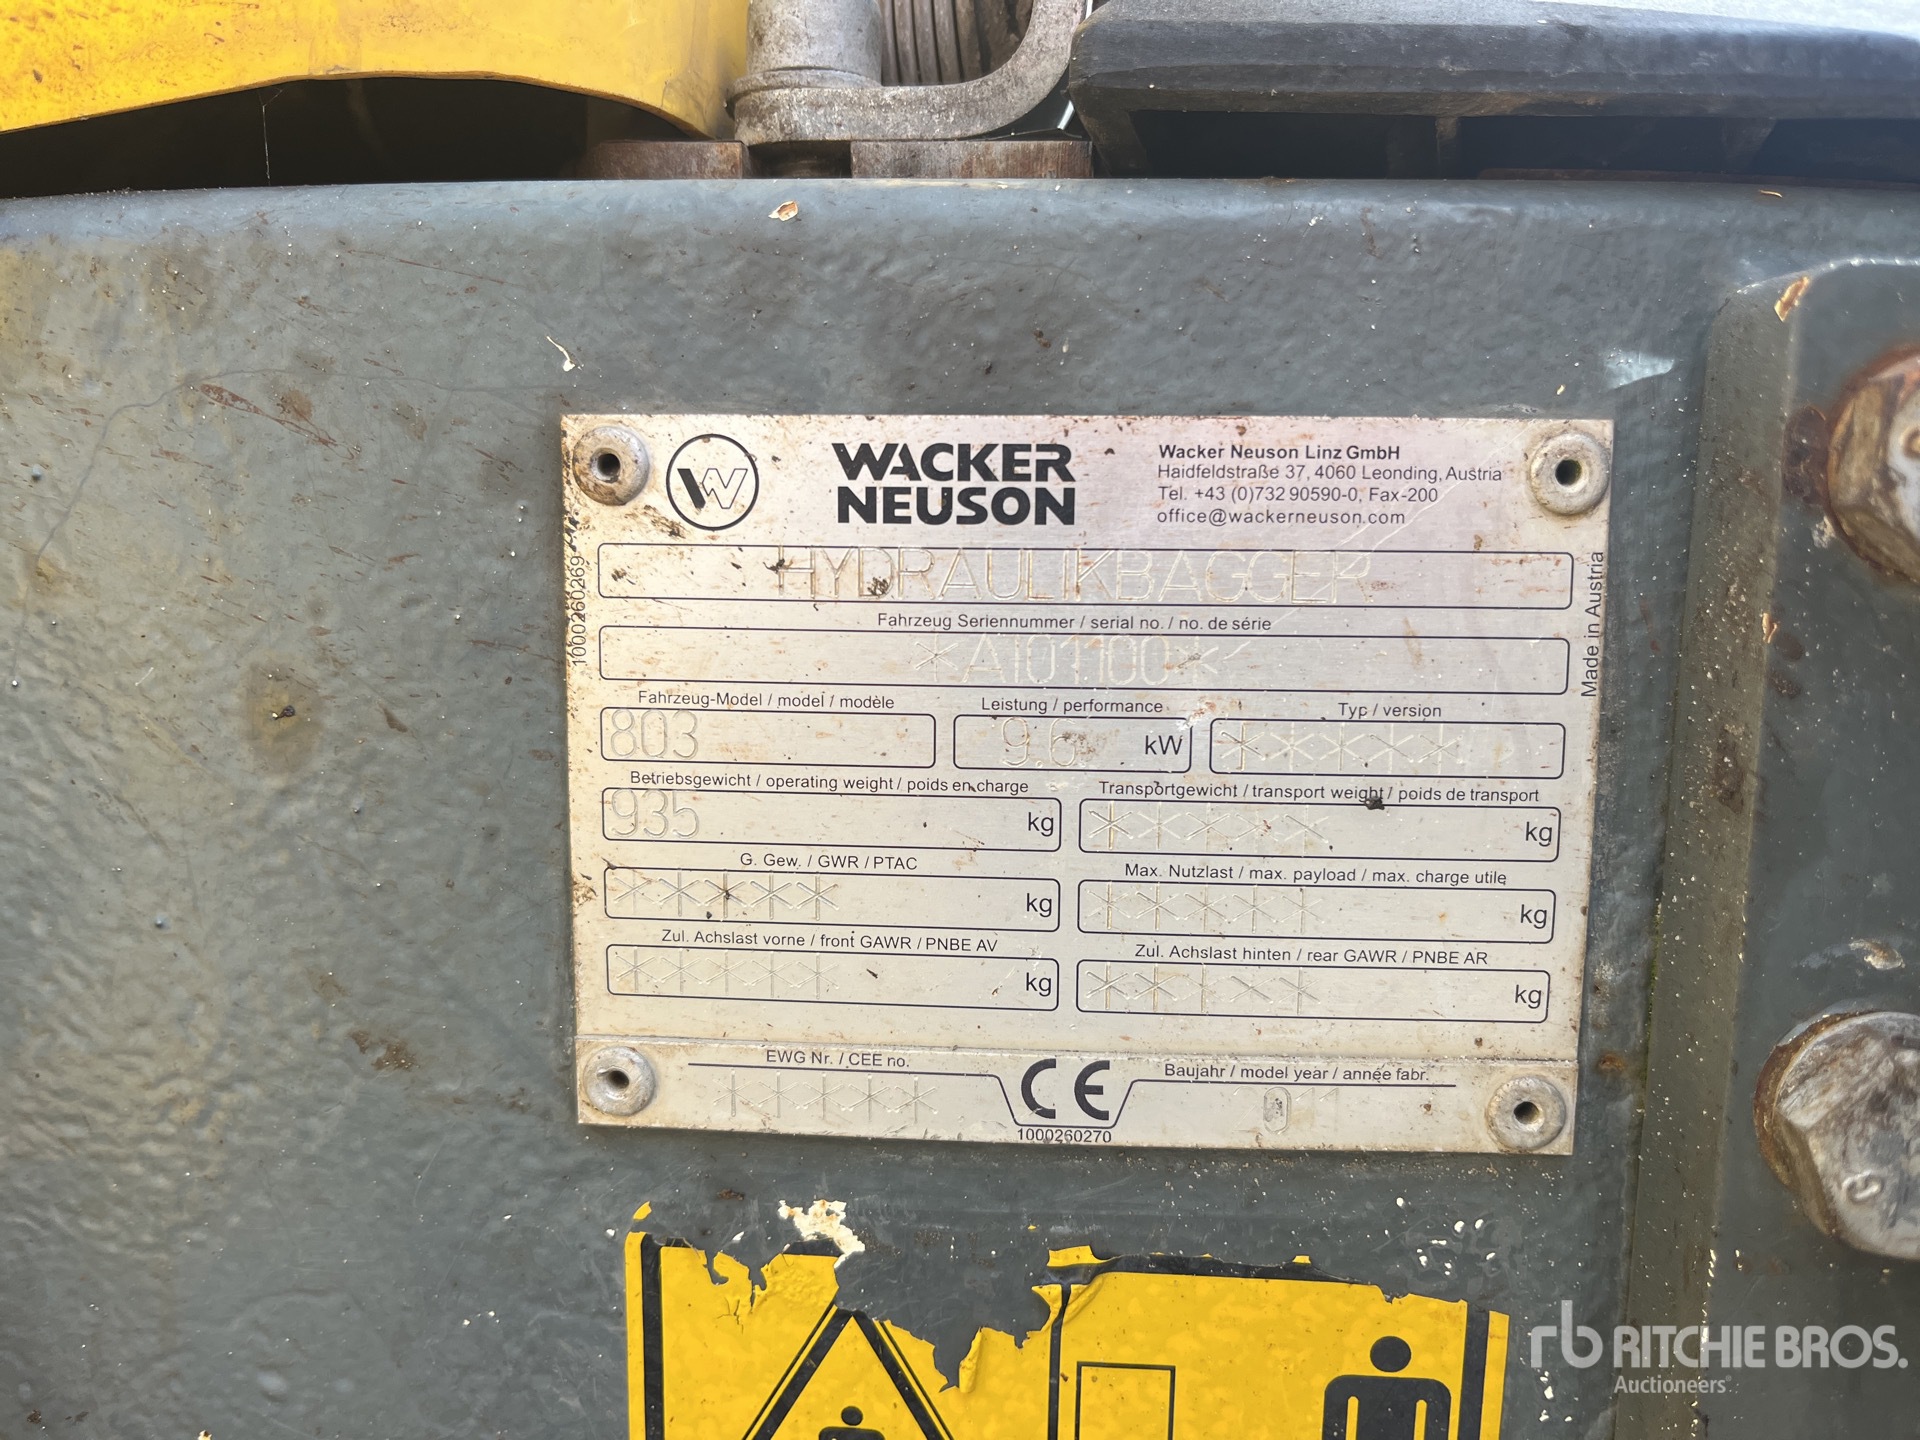 WACKER
NEUSON
Wacker Neuson Linz GmbH
Haidfeldstraße 37, 4060 Leonding, Austria
Tel. +43 (0)732 90590-0, Fax-200
office@wackerneuson.com
HYDRAULIKBAGGER
1000260269
Made in Austria
Fahrzeug Seriennummer / serial no. / no. de série
*AI01100*
Fahrzeug-Model / model / modèle
803
Leistung / performance
9.6 kW
Typ / version
*****
Betriebsgewicht / operating weight / poids en charge
935 kg
Transportgewicht / transport weight / poids de transport
***** kg
G. Gew. / GWR / PTAC
***** kg
Max. Nutzlast / max. payload / max. charge utile
***** kg
Zul. Achslast vorne / front GAWR / PNBE AV
***** kg
Zul. Achslast hinten / rear GAWR / PNBE AR
***** kg
EWG Nr. / CEE no.
*****
CE
1000260270
Baujahr / model year / année fabr.
rb RITCHIE BROS.
Auctioneers